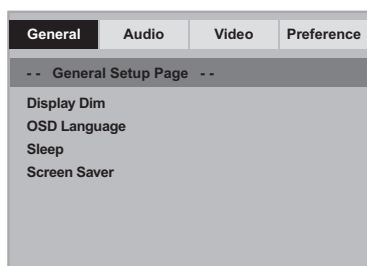 General Audio Video Preference
- - General Setup Page - -
Display Dim
OSD Language
Sleep
Screen Saver